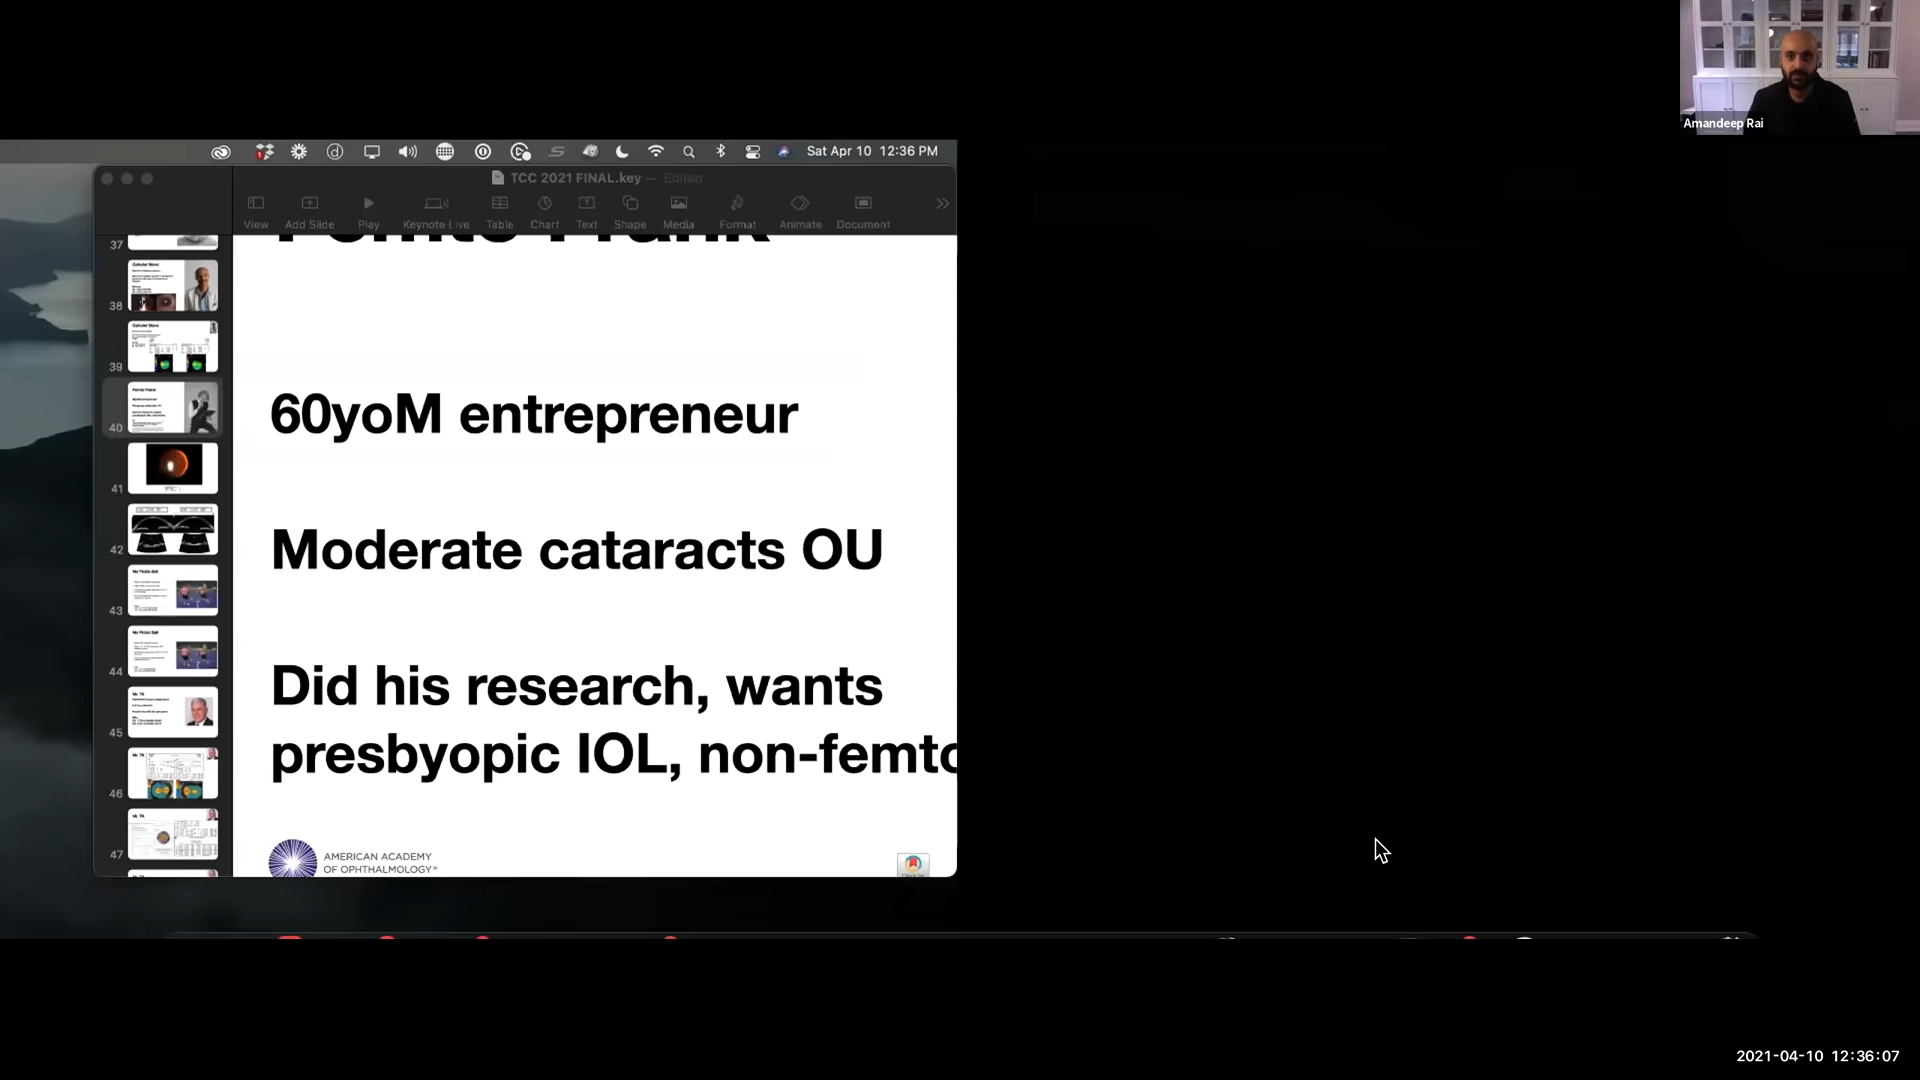 Amandeep Rai
Sat Apr 10 12:36 PM
TCC 2021 FINAL.key — Edited
View Add Slide Play Keynote Live Table Chart Text Shape Media Format Animate Document
Femto Frank
37
38
39
40
41
42
43
44
45
46
47
60yoM entrepreneur
Moderate cataracts OU
Did his research, wants
presbyopic IOL, non-femto
AMERICAN ACADEMY
OF OPHTHALMOLOGY®
2021-04-10 12:36:07